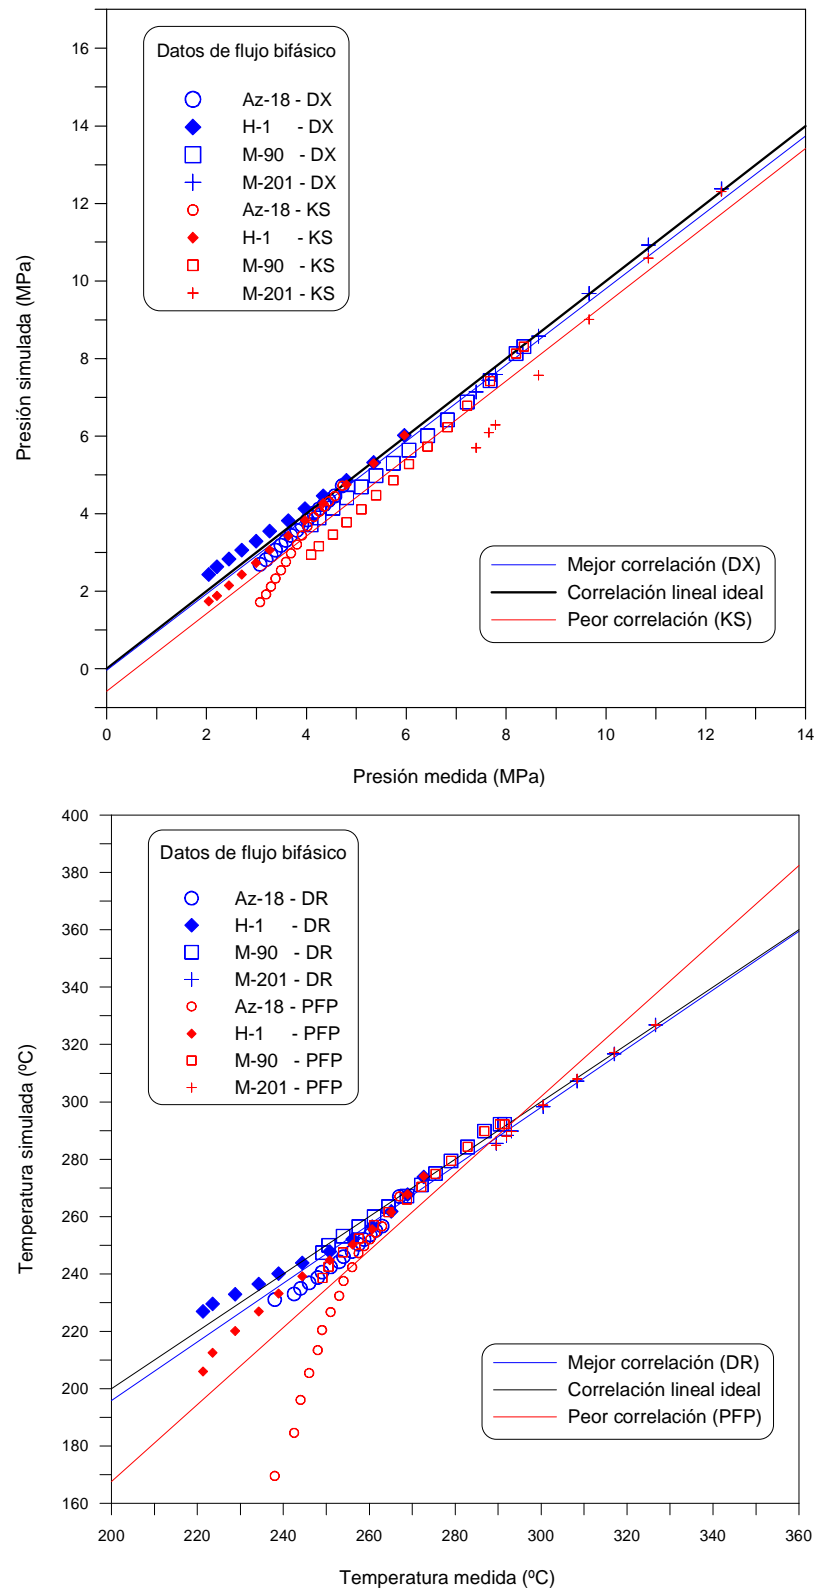 16
14
12
10
8
6
4
2
0
Presión simulada (MPa)
Datos de flujo bifásico
Az-18 - DX
H-1 - DX
M-90 - DX
M-201 - DX
Az-18 - KS
H-1 - KS
M-90 - KS
M-201 - KS
Mejor correlación (DX)
Correlación lineal ideal
Peor correlación (KS)
0 2 4 6 8 10 12 14
Presión medida (MPa)
400
380
360
340
320
300
280
260
240
220
200
180
160
Temperatura simulada (ºC)
Datos de flujo bifásico
Az-18 - DR
H-1 - DR
M-90 - DR
M-201 - DR
Az-18 - PFP
H-1 - PFP
M-90 - PFP
M-201 - PFP
Mejor correlación (DR)
Correlación lineal ideal
Peor correlación (PFP)
200 220 240 260 280 300 320 340 360
Temperatura medida (ºC)